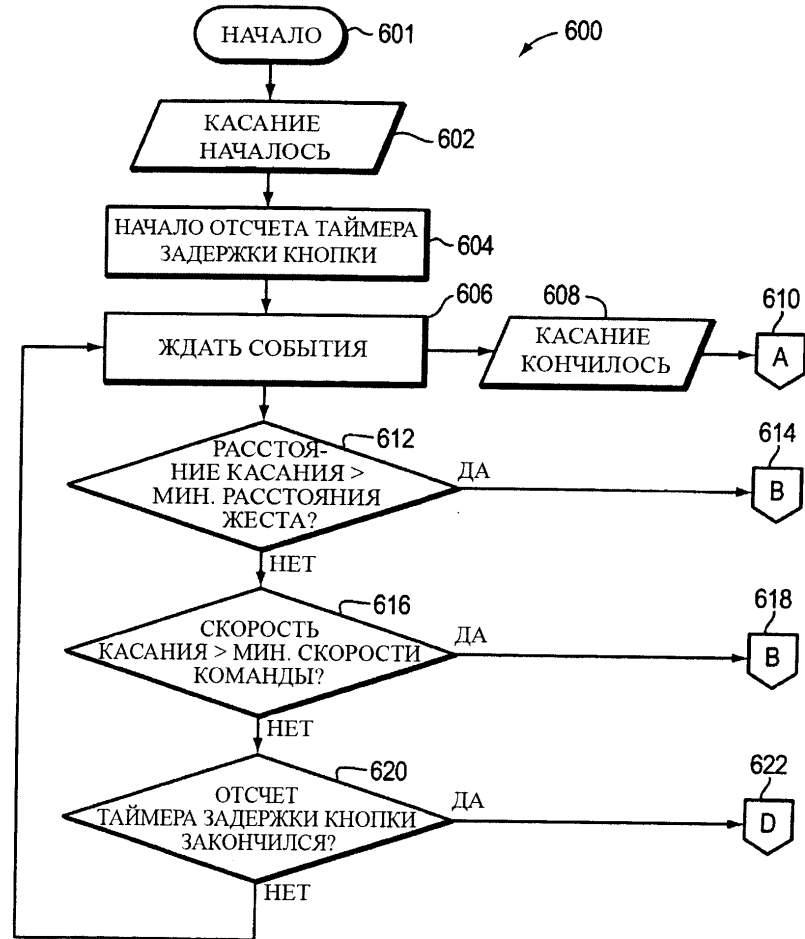 НАЧАЛО
601
600
КАСАНИЕ
НАЧАЛОСЬ
602
НАЧАЛО ОТСЧЕТА ТАЙМЕРА
ЗАДЕРЖКИ КНОПКИ
604
ЖДАТЬ СОБЫТИЯ
606
КАСАНИЕ
КОНЧИЛОСЬ
608
610
A
РАССТОЯ-
НИЕ КАСАНИЯ >
МИН. РАССТОЯНИЯ
ЖЕСТА?
612
ДА
614
B
НЕТ
СКОРОСТЬ
КАСАНИЯ > МИН. СКОРОСТИ
КОМАНДЫ?
616
ДА
618
B
НЕТ
ОТСЧЕТ
ТАЙМЕРА ЗАДЕРЖКИ КНОПКИ
ЗАКОНЧИЛСЯ?
620
ДА
622
D
НЕТ